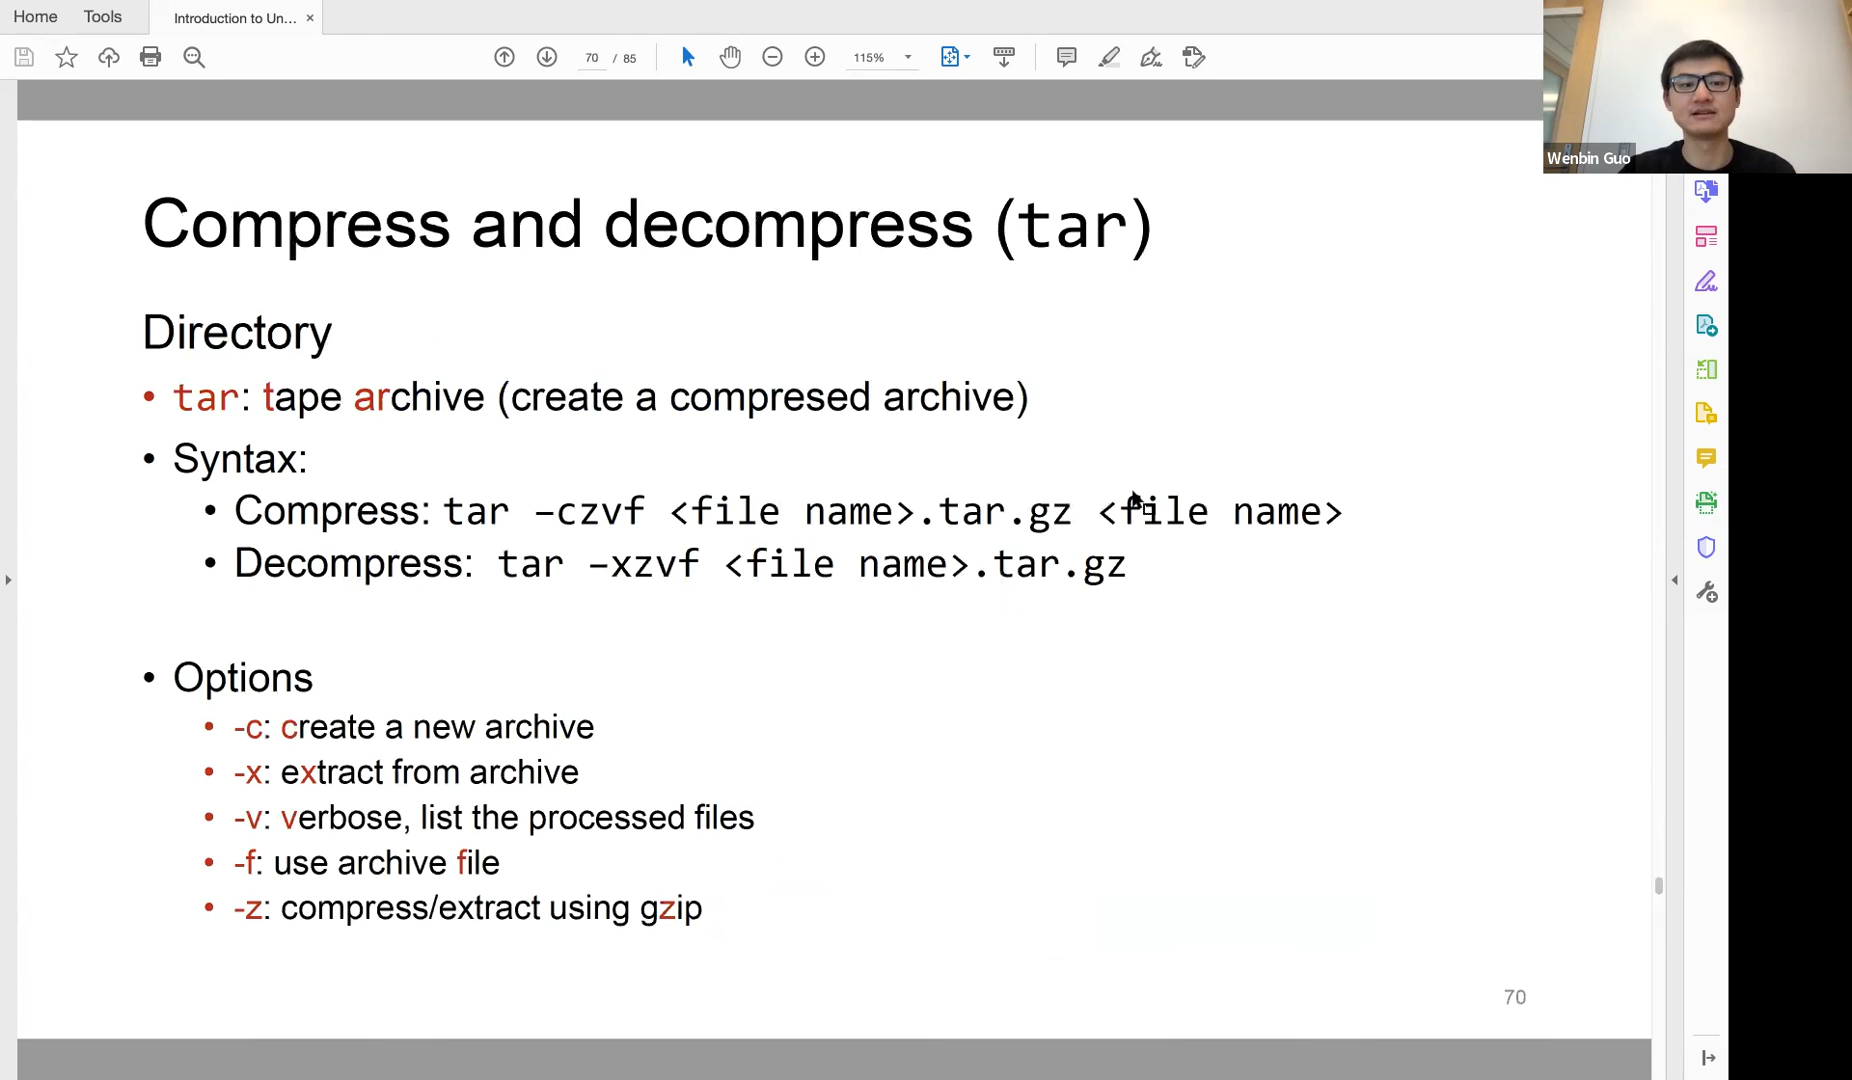 Home Tools Introduction to Un... ×
70 / 85 115%
Wenbin Guo
Compress and decompress (tar)
Directory
• tar: tape archive (create a compresed archive)
• Syntax:
• Compress: tar –czvf <file name>.tar.gz <file name>
• Decompress: tar –xzvf <file name>.tar.gz
• Options
• -c: create a new archive
• -x: extract from archive
• -v: verbose, list the processed files
• -f: use archive file
• -z: compress/extract using gzip
70